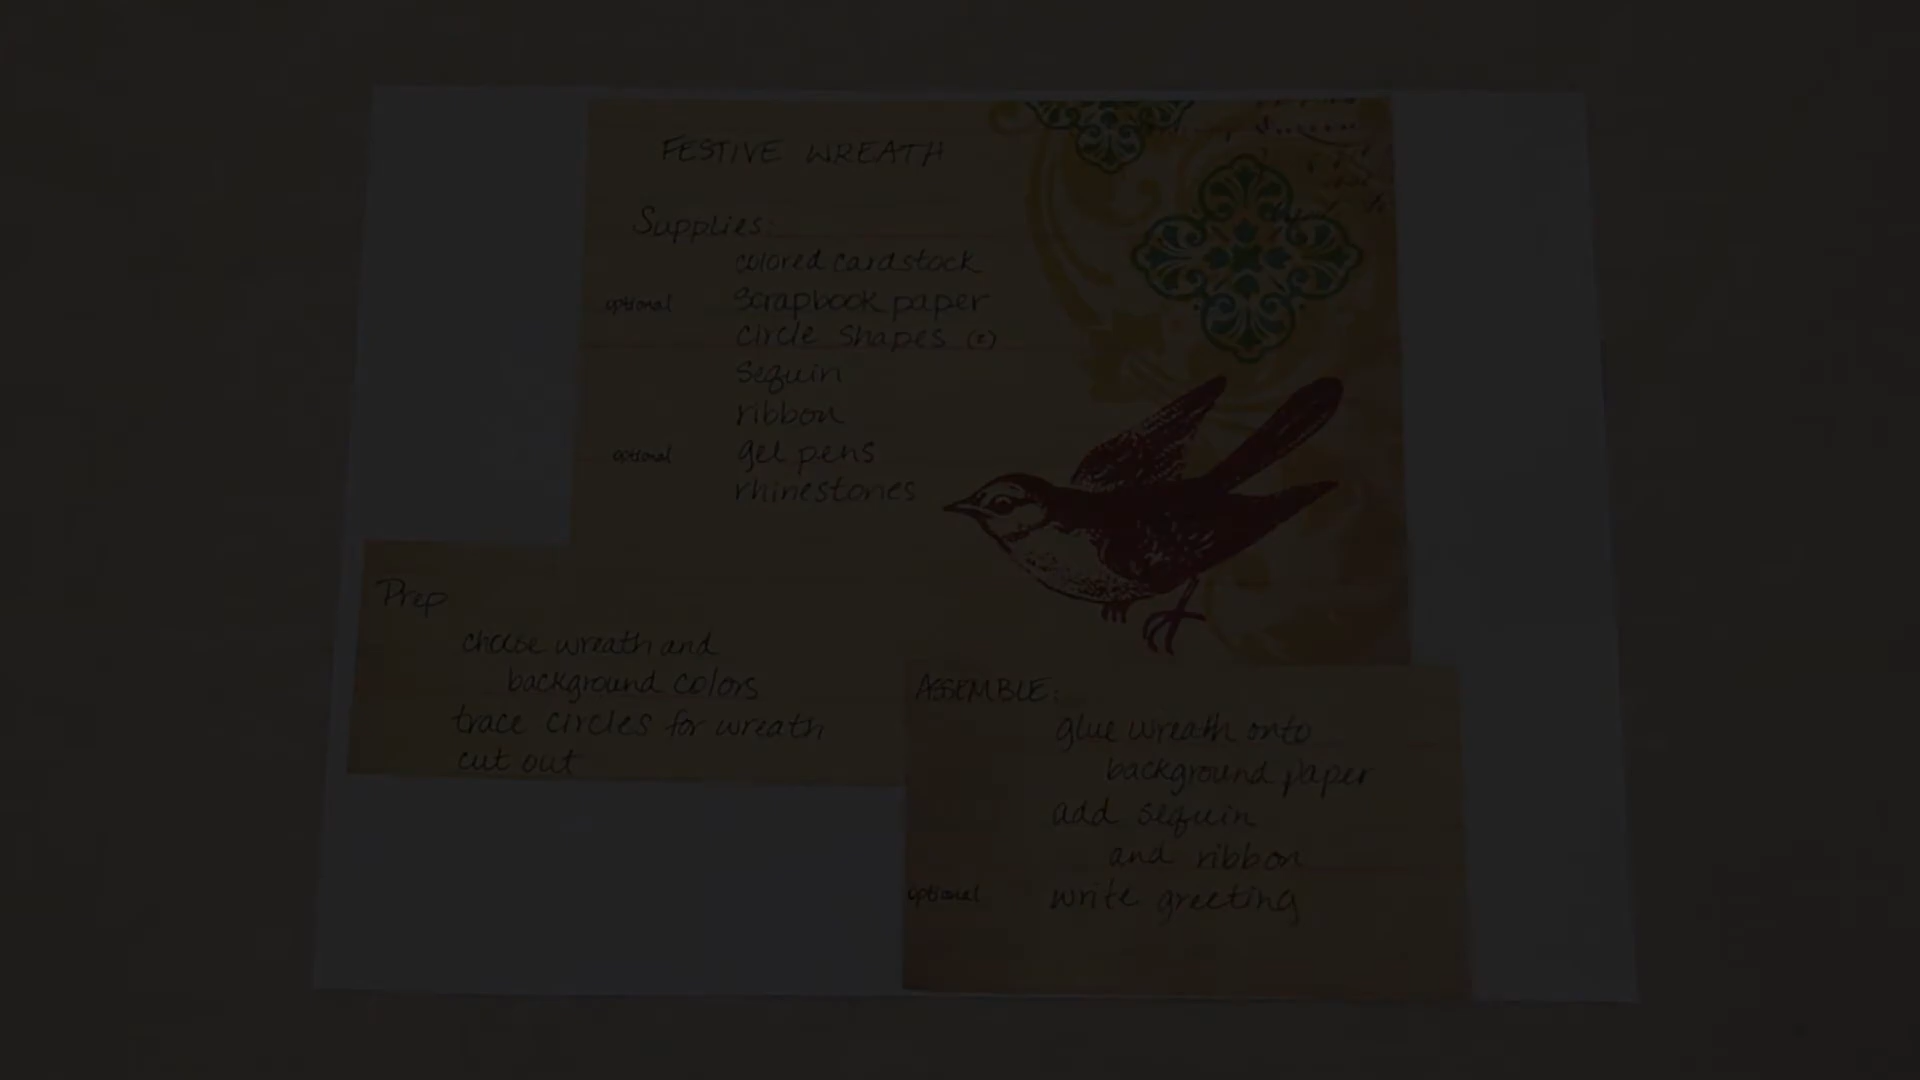 FESTIVE WREATH
Supplies:
colored cardstock
optional scrapbook paper
circle shapes (2)
sequin
ribbon
optional gel pens
rhinestones
Prep
choose wreath and
background colors
trace circles for wreath
cut out
ASSEMBLE:
glue wreath onto
background paper
add sequin
and ribbon
optional write greeting